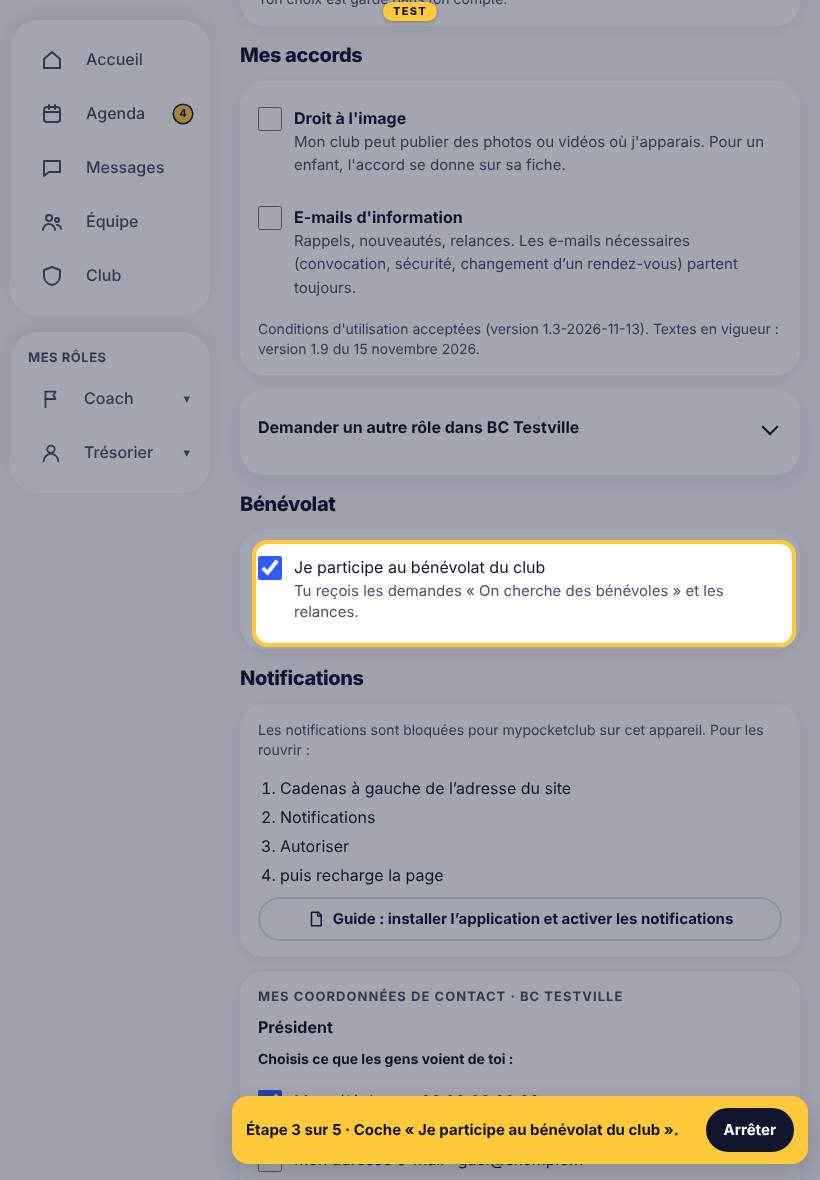 Ton choix est gardé dans ton compte.
TEST
Accueil
Agenda
4
Messages
Équipe
Club
MES RÔLES
Coach
Trésorier
Mes accords
Droit à l'image
Mon club peut publier des photos ou vidéos où j'apparais. Pour un
enfant, l'accord se donne sur sa fiche.
E-mails d'information
Rappels, nouveautés, relances. Les e-mails nécessaires
(convocation, sécurité, changement d’un rendez-vous) partent
toujours.
Conditions d'utilisation acceptées (version 1.3-2026-11-13). Textes en vigueur :
version 1.9 du 15 novembre 2026.
Demander un autre rôle dans BC Testville
Bénévolat
Je participe au bénévolat du club
Tu reçois les demandes « On cherche des bénévoles » et les
relances.
Notifications
Les notifications sont bloquées pour mypocketclub sur cet appareil. Pour les
rouvrir :
1. Cadenas à gauche de l’adresse du site
2. Notifications
3. Autoriser
4. puis recharge la page
Guide : installer l’application et activer les notifications
MES COORDONNÉES DE CONTACT · BC TESTVILLE
Président
Choisis ce que les gens voient de toi :
Étape 3 sur 5 · Coche « Je participe au bénévolat du club ».
Arrêter